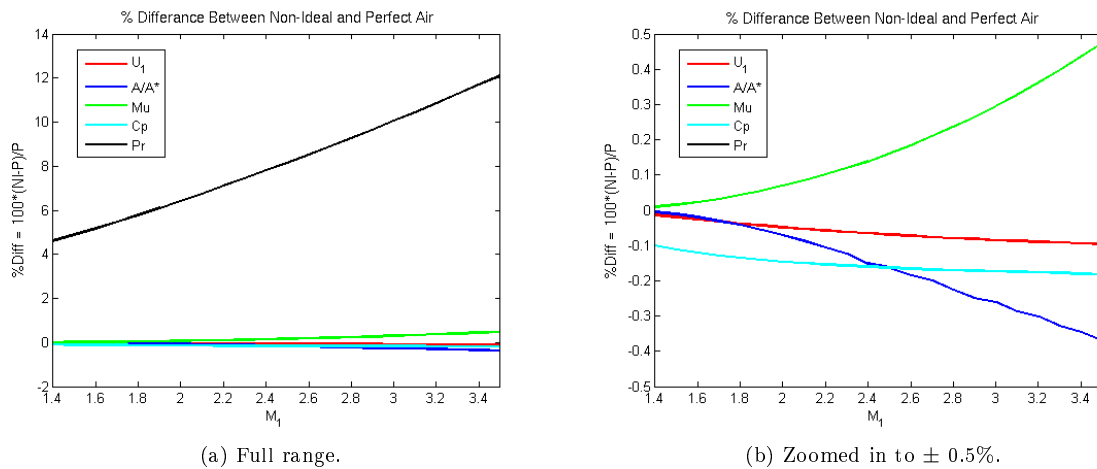 % Differance Between Non-Ideal and Perfect Air
14
12
10
8
6
4
2
0
-2
%Diff = 100*(NI-P)/P
U1
A/A*
Mu
Cp
Pr
1.4 1.6 1.8 2 2.2 2.4 2.6 2.8 3 3.2 3.4
M1
(a) Full range.
% Differance Between Non-Ideal and Perfect Air
0.5
0.4
0.3
0.2
0.1
0
-0.1
-0.2
-0.3
-0.4
-0.5
%Diff = 100*(NI-P)/P
U1
A/A*
Mu
Cp
Pr
1.4 1.6 1.8 2 2.2 2.4 2.6 2.8 3 3.2 3.4
M1
(b) Zoomed in to ± 0.5%.